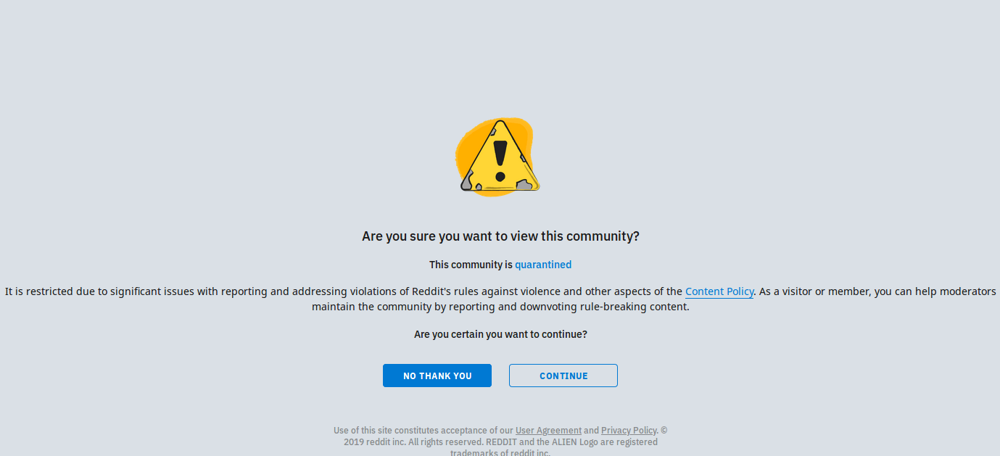 Are you sure you want to view this community?
This community is quarantined
It is restricted due to significant issues with reporting and addressing violations of Reddit's rules against violence and other aspects of the Content Policy. As a visitor or member, you can help moderators
maintain the community by reporting and downvoting rule-breaking content.
Are you certain you want to continue?
NO THANK YOU
CONTINUE
Use of this site constitutes acceptance of our User Agreement and Privacy Policy. ©
2019 reddit inc. All rights reserved. REDDIT and the ALIEN Logo are registered
trademarks of reddit inc.